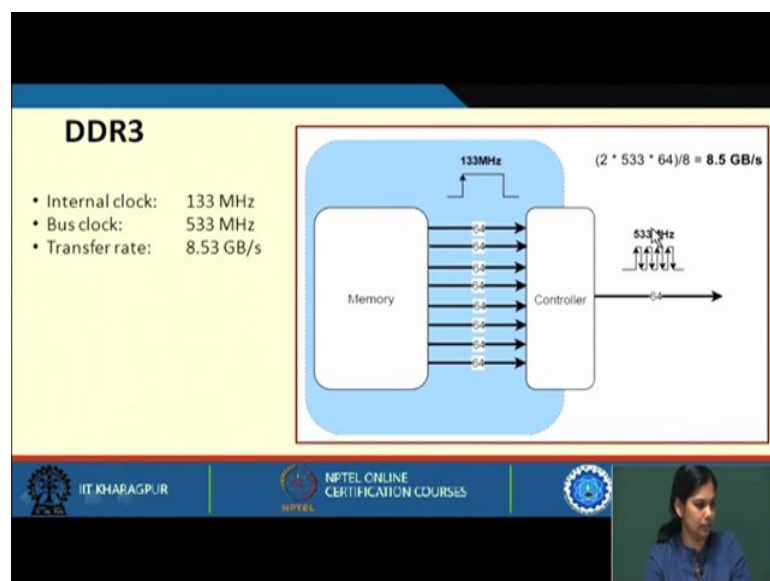 DDR3
• Internal clock: 133 MHz
• Bus clock: 533 MHz
• Transfer rate: 8.53 GB/s
133MHz
(2 * 533 * 64)/8 = 8.5 GB/s
Memory
64
64
64
64
64
64
64
64
Controller
533MHz
64
IIT KHARAGPUR
NPTEL
NPTEL ONLINE
CERTIFICATION COURSES